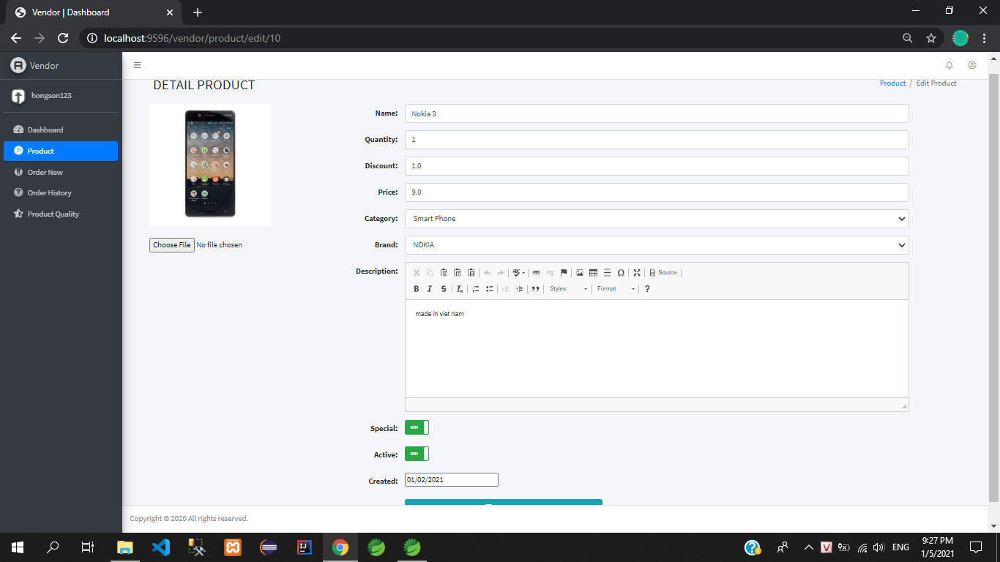 Vendor | Dashboard
localhost:9596/vendor/product/edit/10
Vendor
hongson123
Dashboard
Product
Order New
Order History
Product Quality
DETAIL PRODUCT
Product / Edit Product
Choose File No file chosen
Name: Nokia 3
Quantity: 1
Discount: 1.0
Price: 9.0
Category: Smart Phone
Brand: NOKIA
Description:
Source
Styles Format ?
made in viet nam
Special: on
Active: on
Created: 01/02/2021
Copyright © 2020 All rights reserved.
ENG
9:27 PM
1/5/2021